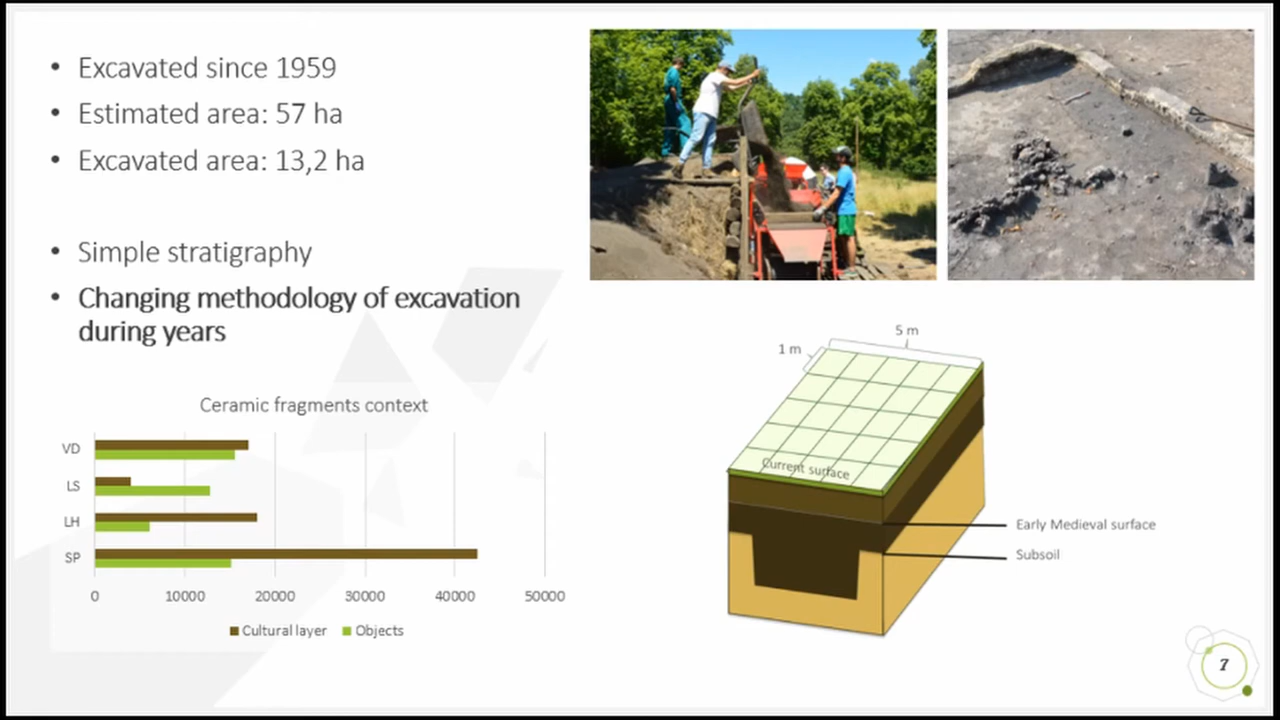 Excavated since 1959
Estimated area: 57 ha
Excavated area: 13,2 ha
Simple stratigraphy
Changing methodology of excavation
during years
Ceramic fragments context
VD
LS
LH
SP
0 10000 20000 30000 40000 50000
Cultural layer Objects
5 m
1 m
Current surface
Early Medieval surface
Subsoil
7